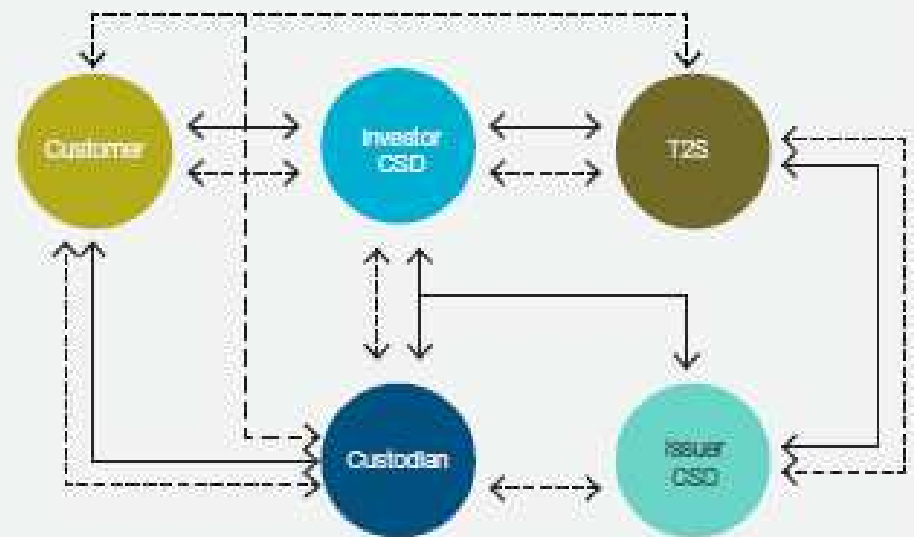 Customer
Investor
CSD
T2S
Custodian
Issuer
CSD